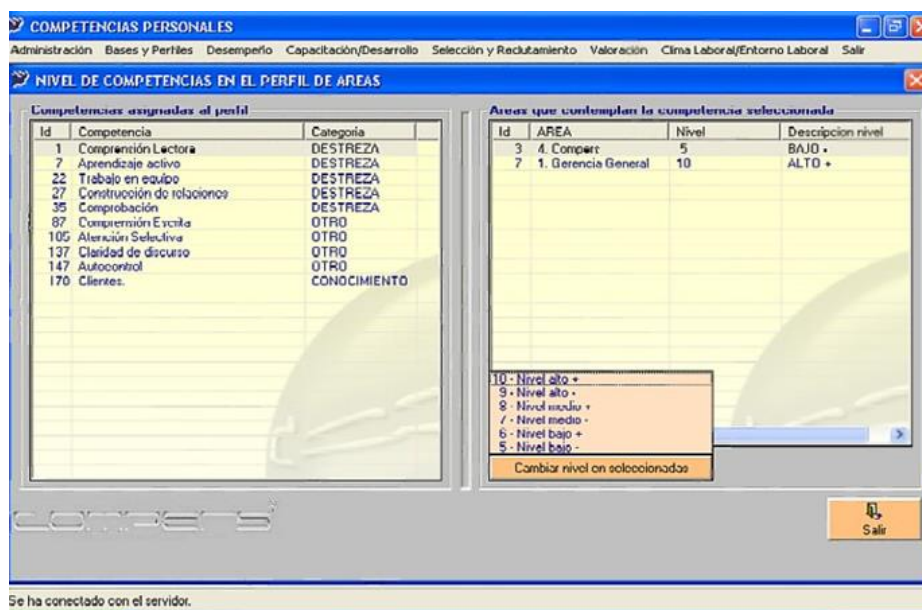 COMPETENCIAS PERSONALES
Administración Bases y Perfiles Desempeño Capacitación/Desarrollo Selección y Reclutamiento Valoración Clima Laboral/Entorno Laboral Salir
NIVEL DE COMPETENCIAS EN EL PERFIL DE AREAS
Competencias asignadas al perfil
Id Competencia Categoria
1 Comprensión Lectora DESTREZA
7 Aprendizaje activo DESTREZA
22 Trabajo en equipo DESTREZA
27 Construcción de relaciones DESTREZA
35 Comprobación DESTREZA
87 Comprensión Escrita OTRO
105 Atención Selectiva OTRO
137 Claridad de discurso OTRO
147 Autocontrol OTRO
170 Clientes. CONOCIMIENTO
Areas que contemplan la competencia seleccionada
Id AREA Nivel Descripcion nivel
3 4. Compers 5 BAJO -
7 1. Gerencia General 10 ALTO +
10 - Nivel alto +
9 - Nivel alto -
8 - Nivel medio +
7 - Nivel medio -
6 - Nivel bajo +
5 - Nivel bajo -
Cambiar nivel en seleccionadas
COMPERS
Salir
Se ha conectado con el servidor.